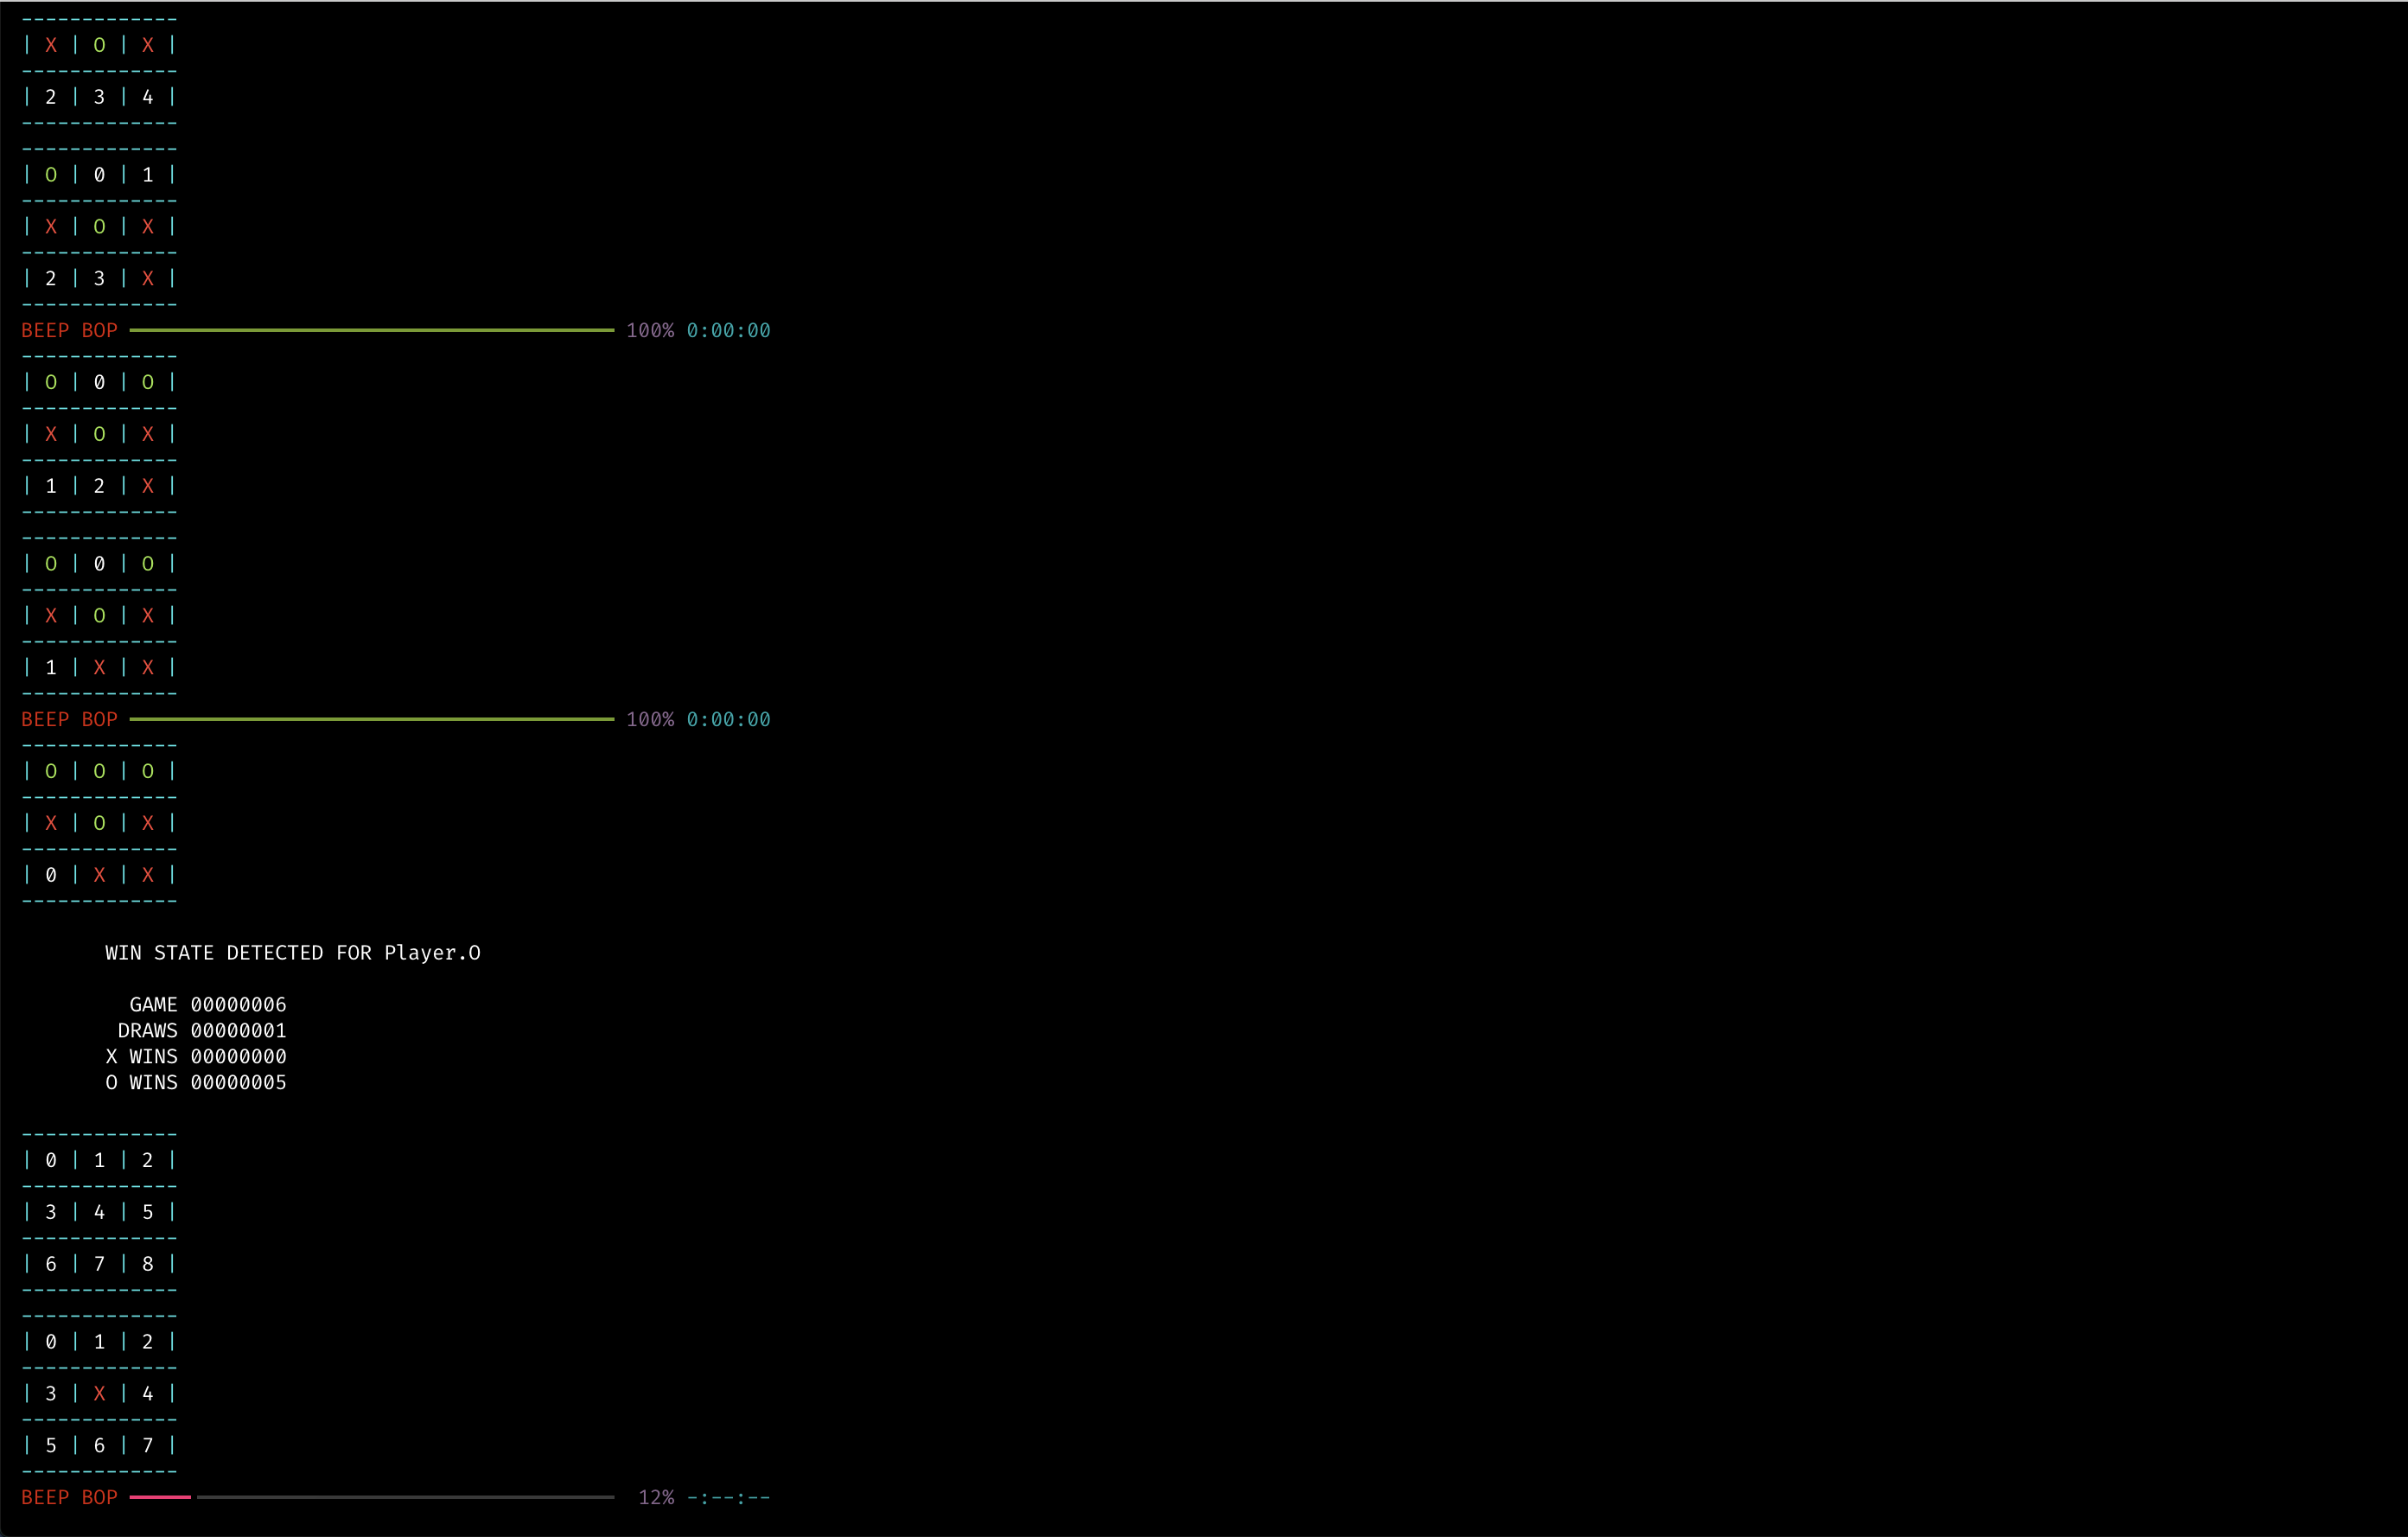 -------------
| X | O | X |
-------------
| 2 | 3 | 4 |
-------------
-------------
| O | 0 | 1 |
-------------
| X | O | X |
-------------
| 2 | 3 | X |
-------------
BEEP BOP 100% 0:00:00
-------------
| O | 0 | O |
-------------
| X | O | X |
-------------
| 1 | 2 | X |
-------------
-------------
| O | 0 | O |
-------------
| X | O | X |
-------------
| 1 | X | X |
-------------
BEEP BOP 100% 0:00:00
-------------
| O | O | O |
-------------
| X | O | X |
-------------
| 0 | X | X |
-------------
WIN STATE DETECTED FOR Player.O
GAME 00000006
DRAWS 00000001
X WINS 00000000
O WINS 00000005
-------------
| 0 | 1 | 2 |
-------------
| 3 | 4 | 5 |
-------------
| 6 | 7 | 8 |
-------------
-------------
| 0 | 1 | 2 |
-------------
| 3 | X | 4 |
-------------
| 5 | 6 | 7 |
-------------
BEEP BOP 12% -:--:--